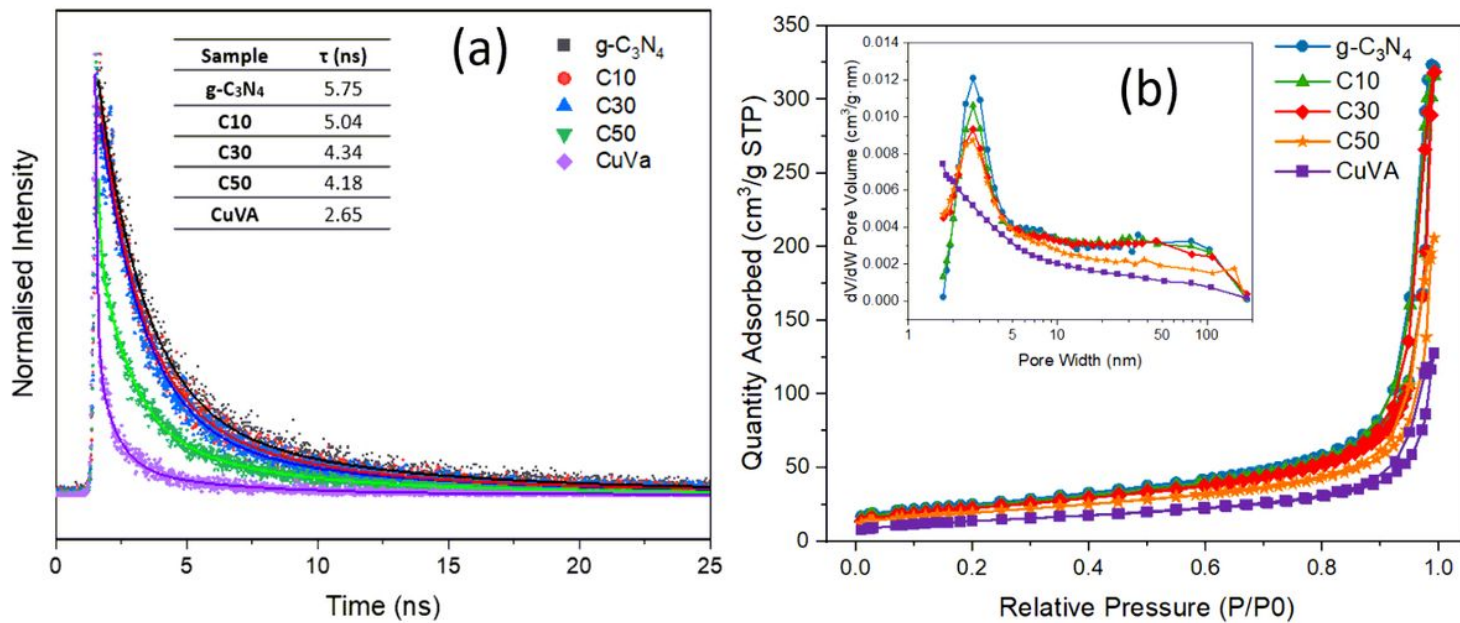 (a)
Sample τ (ns)
g-C₃N₄ 5.75
C10 5.04
C30 4.34
C50 4.18
CuVA 2.65
g-C₃N₄
C10
C30
C50
CuVa
Normalised Intensity
0 5 10 15 20 25
Time (ns)
(b)
g-C₃N₄
C10
C30
C50
CuVA
0.014
0.012
0.010
0.008
0.006
0.004
0.002
0.000
dV/dW Pore Volume (cm³/g·nm)
1 5 10 50 100
Pore Width (nm)
350
300
250
200
150
100
50
0
Quantity Adsorbed (cm³/g STP)
0.0 0.2 0.4 0.6 0.8 1.0
Relative Pressure (P/P0)